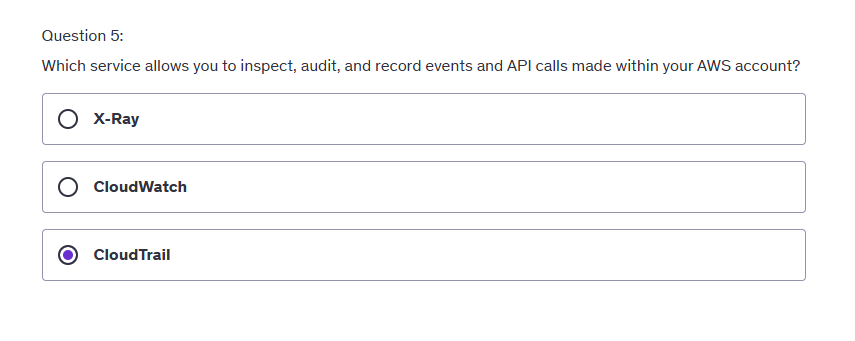 Question 5:
Which service allows you to inspect, audit, and record events and API calls made within your AWS account?
X-Ray
CloudWatch
CloudTrail